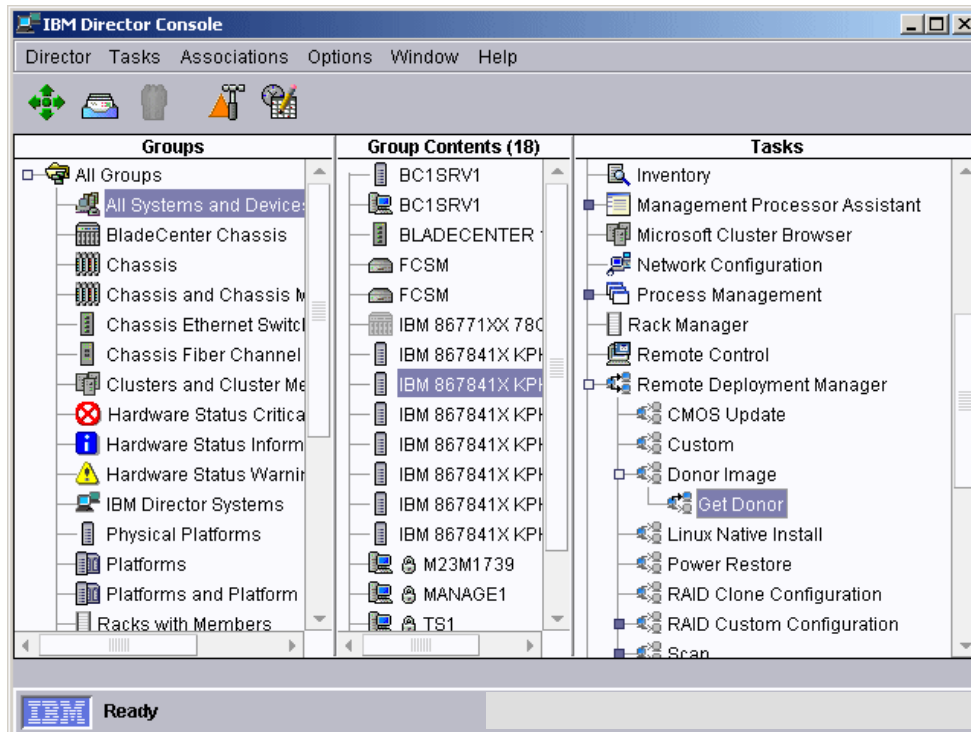 IBM Director Console
Director Tasks Associations Options Window Help
Groups
All Groups
All Systems and Devices
BladeCenter Chassis
Chassis
Chassis and Chassis M
Chassis Ethernet Switcl
Chassis Fiber Channel
Clusters and Cluster Me
Hardware Status Critica
Hardware Status Inform
Hardware Status Warnin
IBM Director Systems
Physical Platforms
Platforms
Platforms and Platform
Racks with Members
Group Contents (18)
BC1SRV1
BC1SRV1
BLADECENTER
FCSM
FCSM
IBM 86771XX 78
IBM 867841X KPH
IBM 867841X KPH
IBM 867841X KPH
IBM 867841X KPH
IBM 867841X KPH
IBM 867841X KPH
IBM 867841X KPH
M23M1739
MANAGE1
TS1
Tasks
Inventory
Management Processor Assistant
Microsoft Cluster Browser
Network Configuration
Process Management
Rack Manager
Remote Control
Remote Deployment Manager
CMOS Update
Custom
Donor Image
Get Donor
Linux Native Install
Power Restore
RAID Clone Configuration
RAID Custom Configuration
Scan
IBM Ready